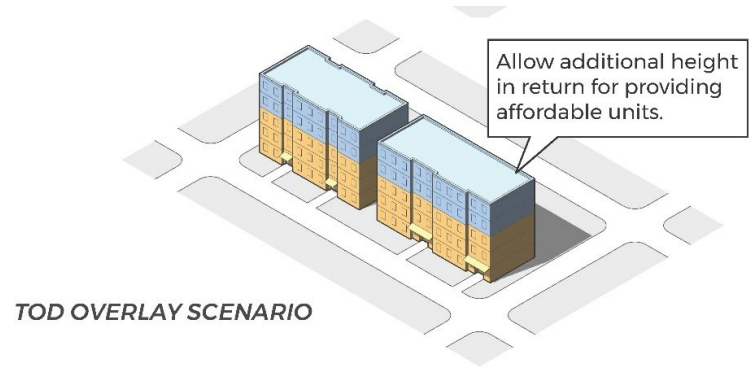 Allow additional height
in return for providing
affordable units.
TOD OVERLAY SCENARIO